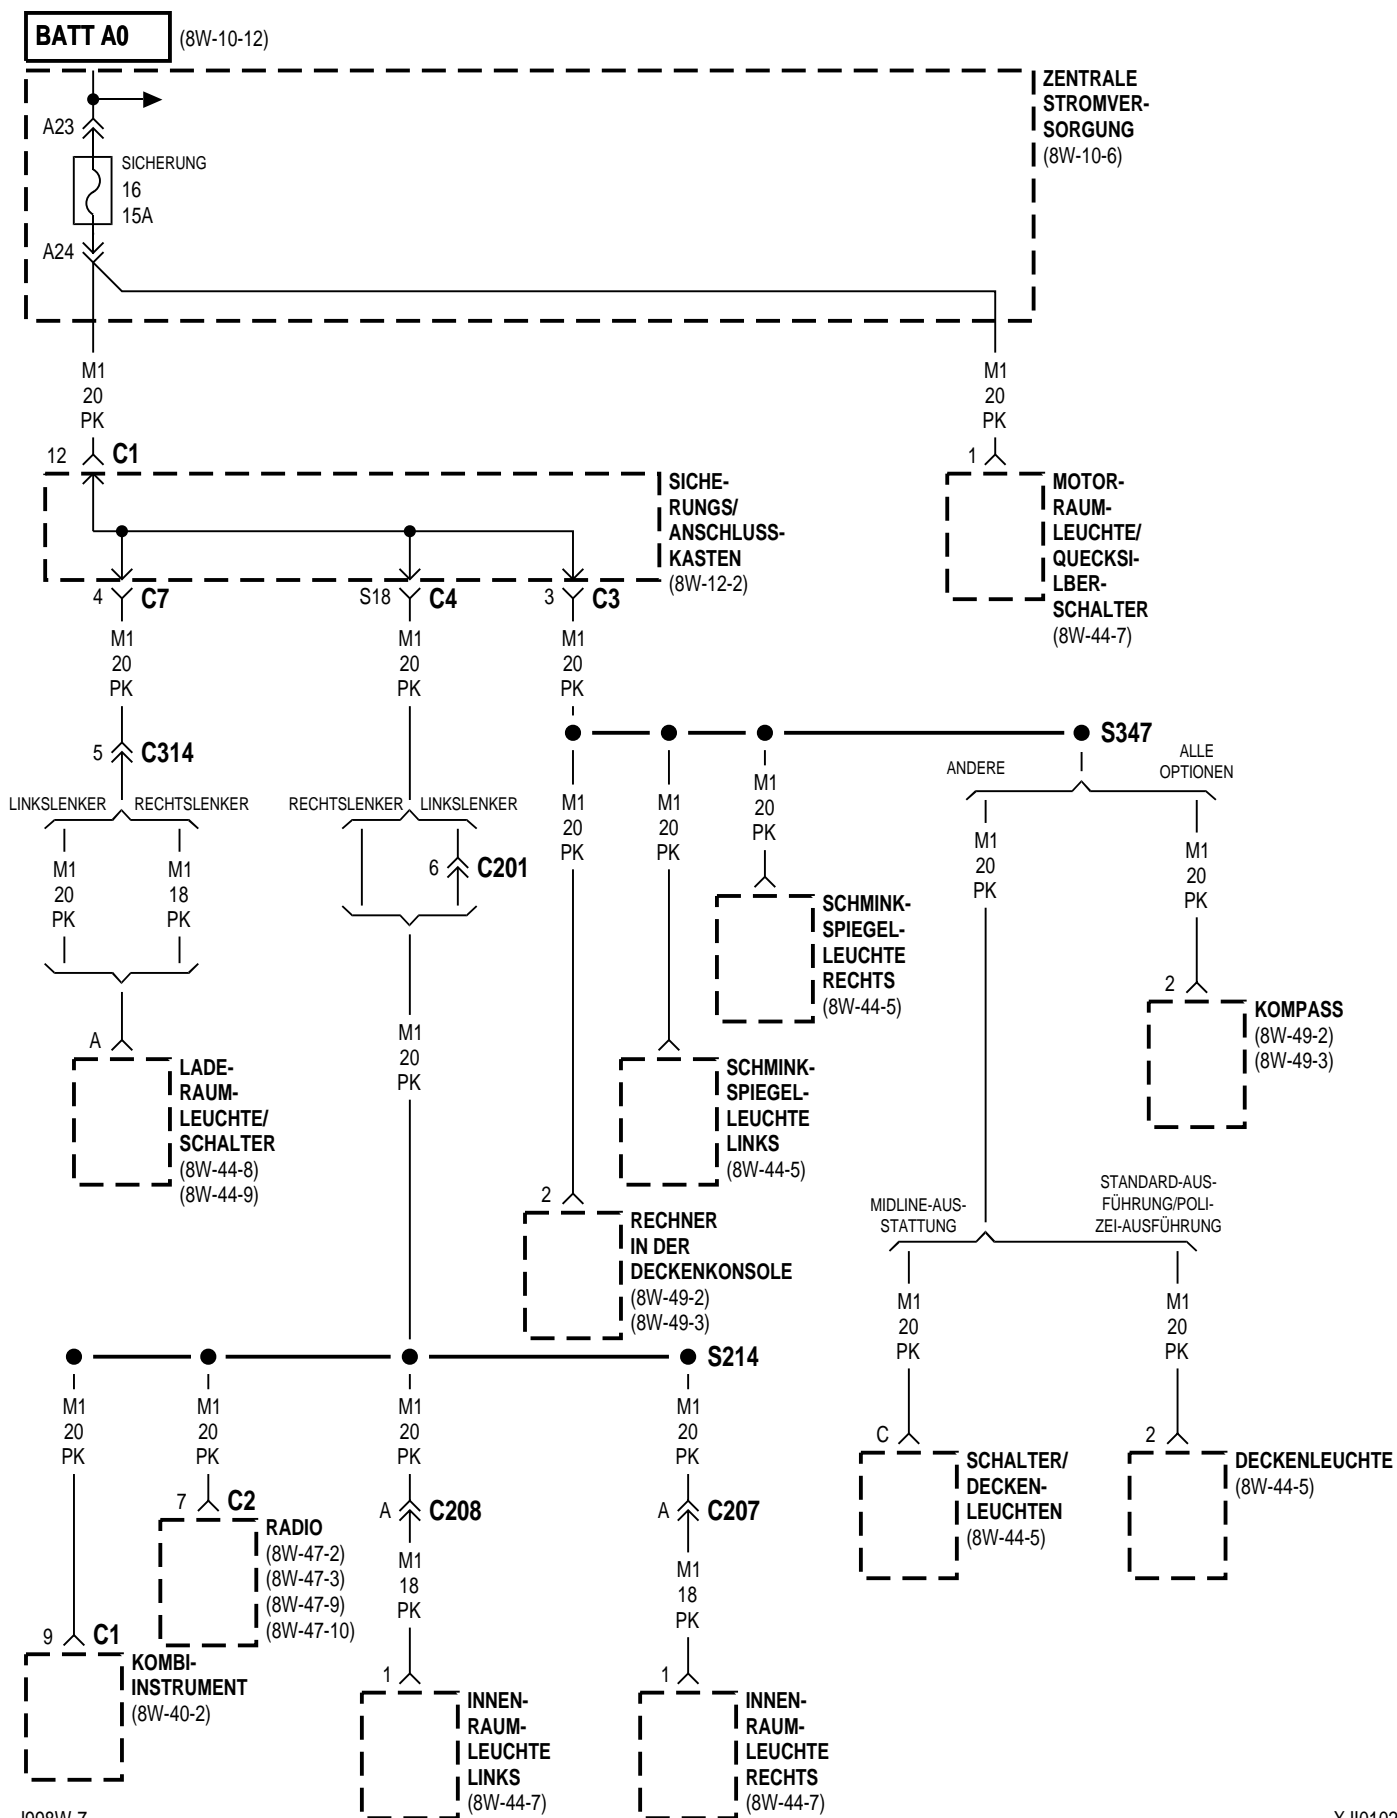 BATT A0
(8W-10-12)
ZENTRALE
STROMVER-
SORGUNG
(8W-10-6)
A23
SICHERUNG
16
15A
A24
M1
20
PK
M1
20
PK
12
C1
1
SICHE-
RUNGS/
ANSCHLUSS-
KASTEN
(8W-12-2)
MOTOR-
RAUM-
LEUCHTE/
QUECKSI-
LBER-
SCHALTER
(8W-44-7)
4
C7
S18
C4
3
C3
M1
20
PK
M1
20
PK
M1
20
PK
S347
5
C314
ANDERE
ALLE
OPTIONEN
LINKSLENKER
RECHTSLENKER
RECHTSLENKER
LINKSLENKER
M1
20
PK
M1
18
PK
6
C201
M1
20
PK
M1
20
PK
M1
20
PK
M1
20
PK
M1
20
PK
SCHMINK-
SPIEGEL-
LEUCHTE
RECHTS
(8W-44-5)
2
KOMPASS
(8W-49-2)
(8W-49-3)
M1
20
PK
A
LADE-
RAUM-
LEUCHTE/
SCHALTER
(8W-44-8)
(8W-44-9)
SCHMINK-
SPIEGEL-
LEUCHTE
LINKS
(8W-44-5)
2
RECHNER
IN DER
DECKENKONSOLE
(8W-49-2)
(8W-49-3)
MIDLINE-AUS-
STATTUNG
STANDARD-AUS-
FÜHRUNG/POLI-
ZEI-AUSFÜHRUNG
M1
20
PK
M1
20
PK
S214
M1
20
PK
M1
20
PK
M1
20
PK
M1
20
PK
C
SCHALTER/
DECKEN-
LEUCHTEN
(8W-44-5)
2
DECKENLEUCHTE
(8W-44-5)
7
C2
RADIO
(8W-47-2)
(8W-47-3)
(8W-47-9)
(8W-47-10)
A
C208
A
C207
M1
18
PK
M1
18
PK
9
C1
KOMBI-
INSTRUMENT
(8W-40-2)
1
INNEN-
RAUM-
LEUCHTE
LINKS
(8W-44-7)
1
INNEN-
RAUM-
LEUCHTE
RECHTS
(8W-44-7)